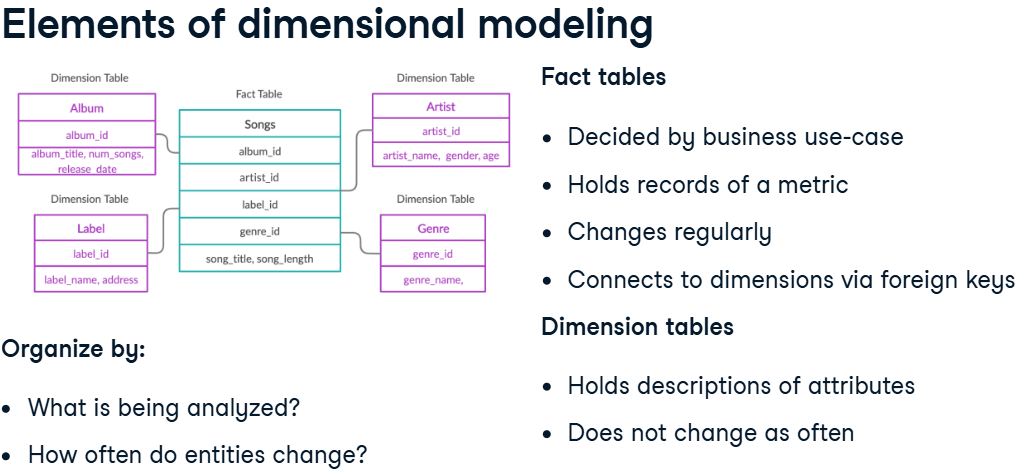 Elements of dimensional modeling
Dimension Table
Album
album_id
album_title, num_songs,
release_date
Dimension Table
Label
label_id
label_name, address
Fact Table
Songs
album_id
artist_id
label_id
genre_id
song_title, song_length
Dimension Table
Artist
artist_id
artist_name, gender, age
Dimension Table
Genre
genre_id
genre_name,
Organize by:
• What is being analyzed?
• How often do entities change?
Fact tables
• Decided by business use-case
• Holds records of a metric
• Changes regularly
• Connects to dimensions via foreign keys
Dimension tables
• Holds descriptions of attributes
• Does not change as often